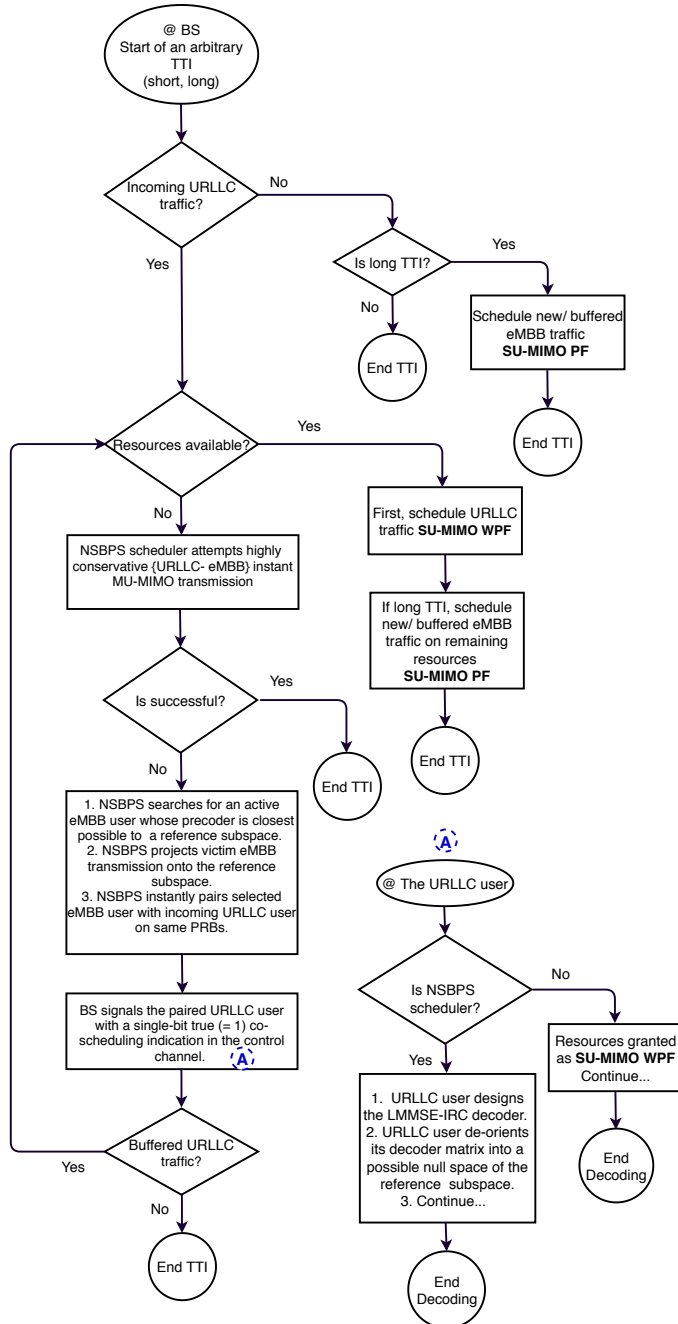 @ BS
Start of an arbitrary
TTI
(short, long)
Incoming URLLC
traffic?
No
Yes
Is long TTI?
Yes
No
Schedule new/ buffered
eMBB traffic
SU-MIMO PF
End TTI
End TTI
Resources available?
Yes
No
First, schedule URLLC
traffic SU-MIMO WPF
NSBPS scheduler attempts highly
conservative {URLLC- eMBB} instant
MU-MIMO transmission
If long TTI, schedule
new/ buffered eMBB
traffic on remaining
resources
SU-MIMO PF
Is successful?
Yes
No
End TTI
End TTI
1. NSBPS searches for an active
eMBB user whose precoder is closest
possible to a reference subspace.
2. NSBPS projects victim eMBB
transmission onto the reference
subspace.
3. NSBPS instantly pairs selected
eMBB user with incoming URLLC user
on same PRBs.
BS signals the paired URLLC user
with a single-bit true (= 1) co-
scheduling indication in the control
channel.
A
Buffered URLLC
traffic?
Yes
No
End TTI
A
@ The URLLC user
Is NSBPS
scheduler?
No
Yes
Resources granted
as SU-MIMO WPF
Continue...
1. URLLC user designs
the LMMSE-IRC decoder.
2. URLLC user de-orients
its decoder matrix into a
possible null space of the
reference subspace.
3. Continue...
End
Decoding
End
Decoding